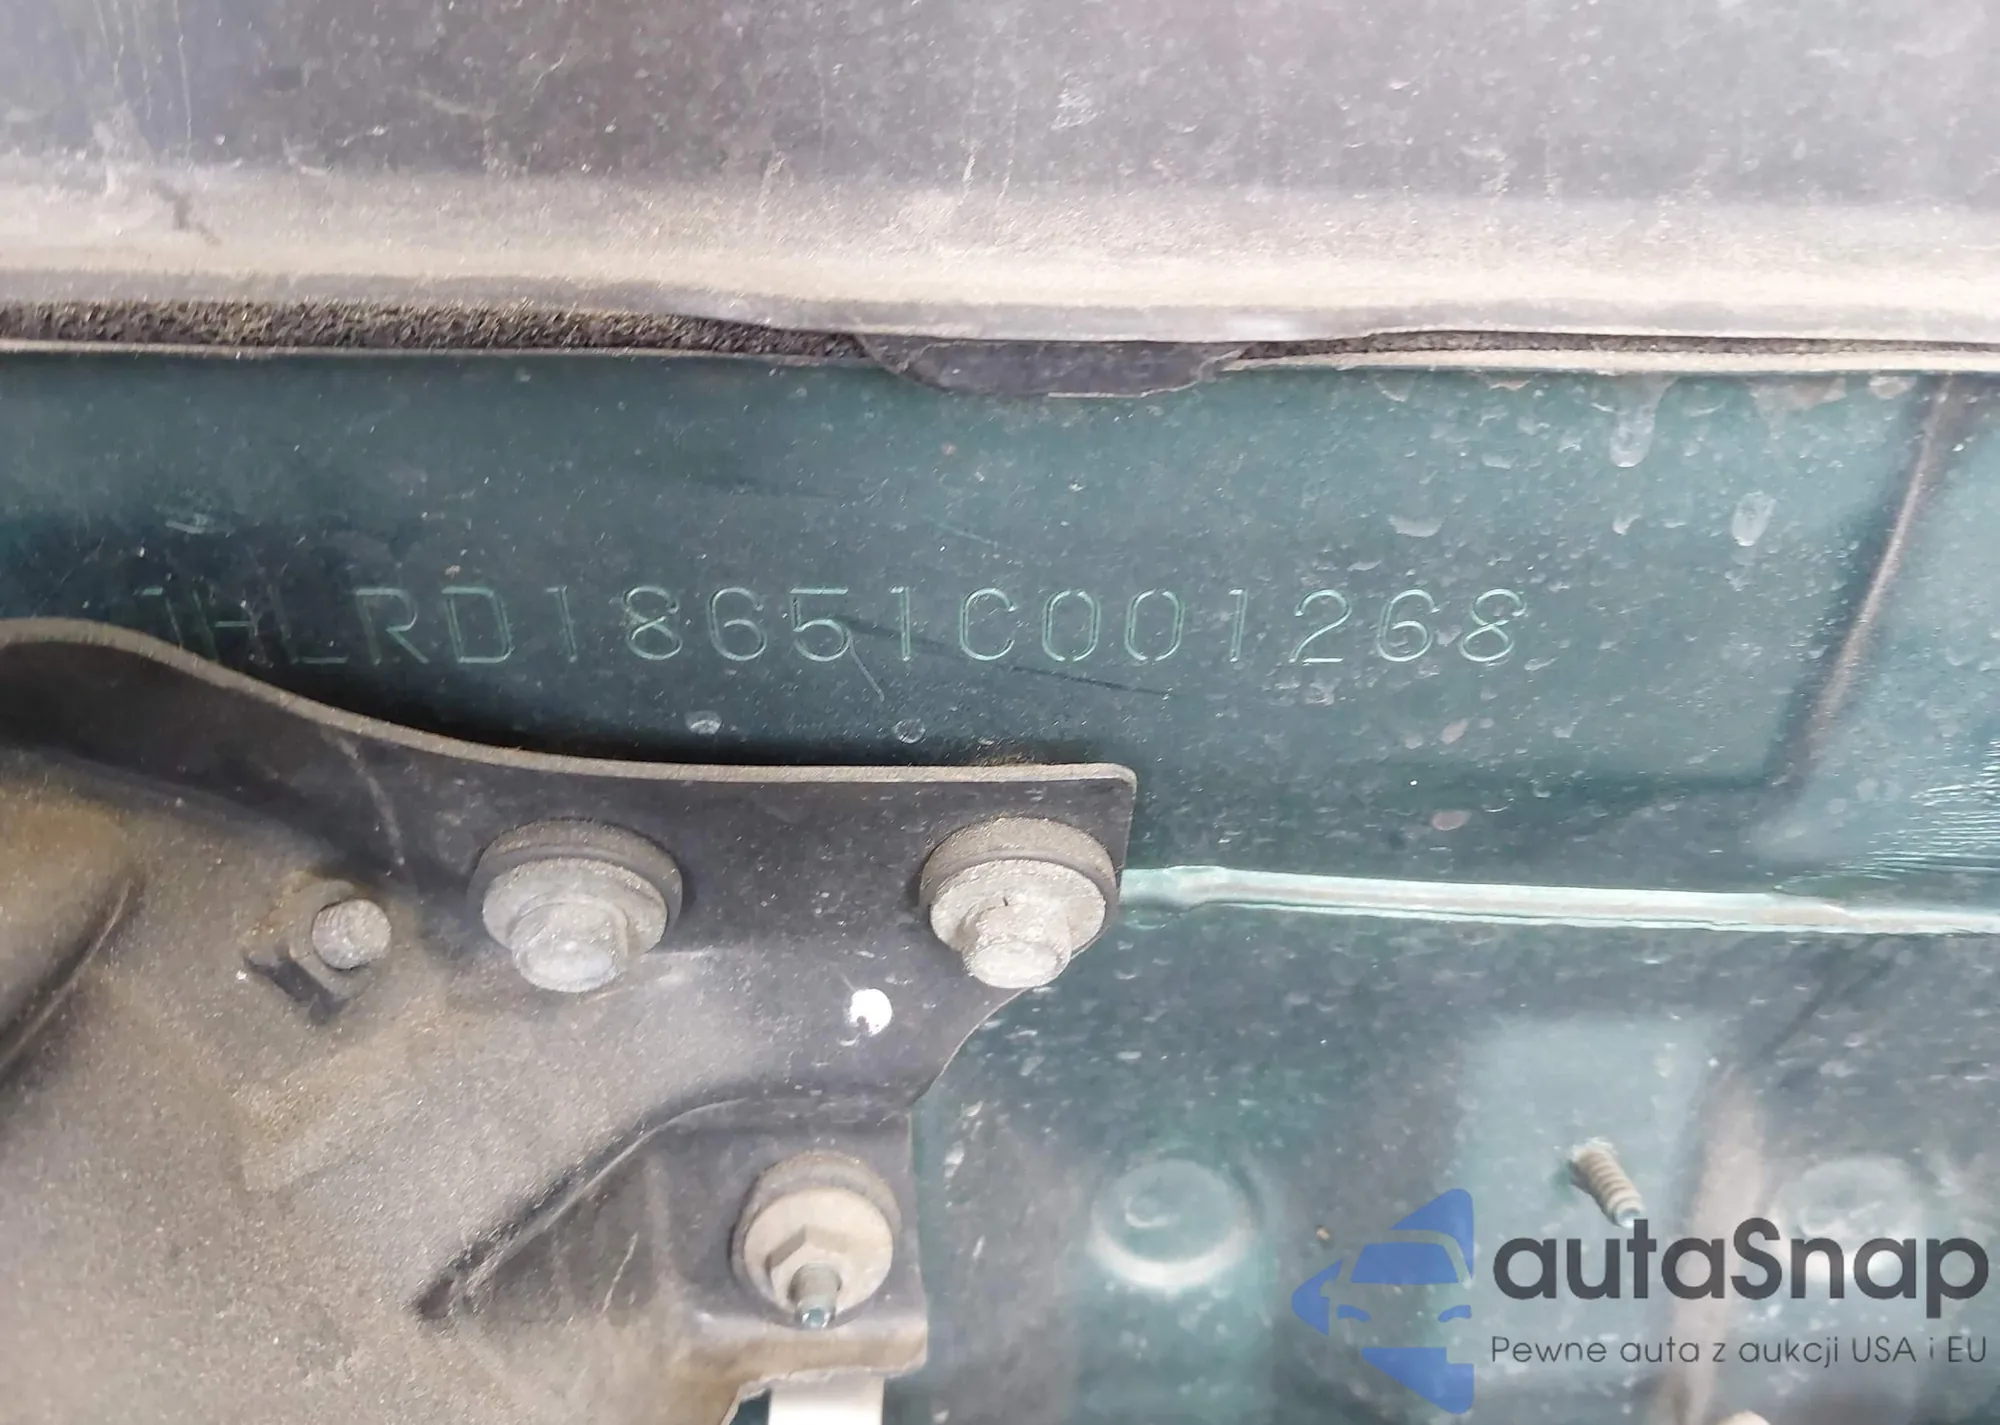 HLRD18651C001268
autaSnap
Pewne auta z aukcji USA i EU